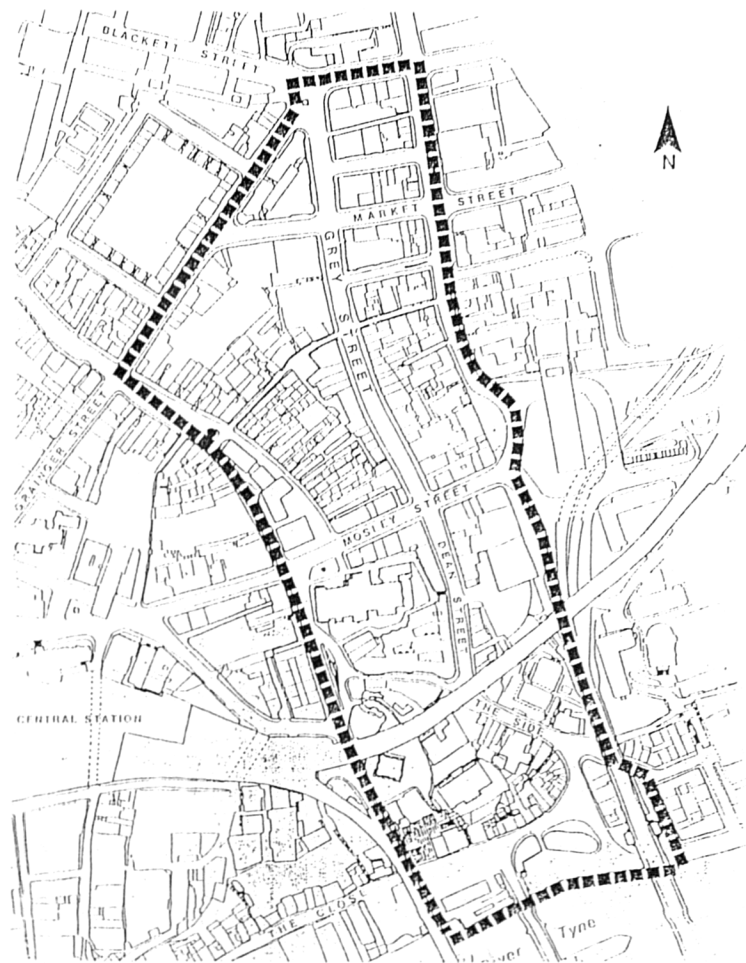 BLACKETT STREET
N
MARKET STREET
GREY STREET
GRAINGER STREET
MOSLEY STREET
DEAN STREET
CENTRAL STATION
THE SIDE
THE CLOSE
River Tyne